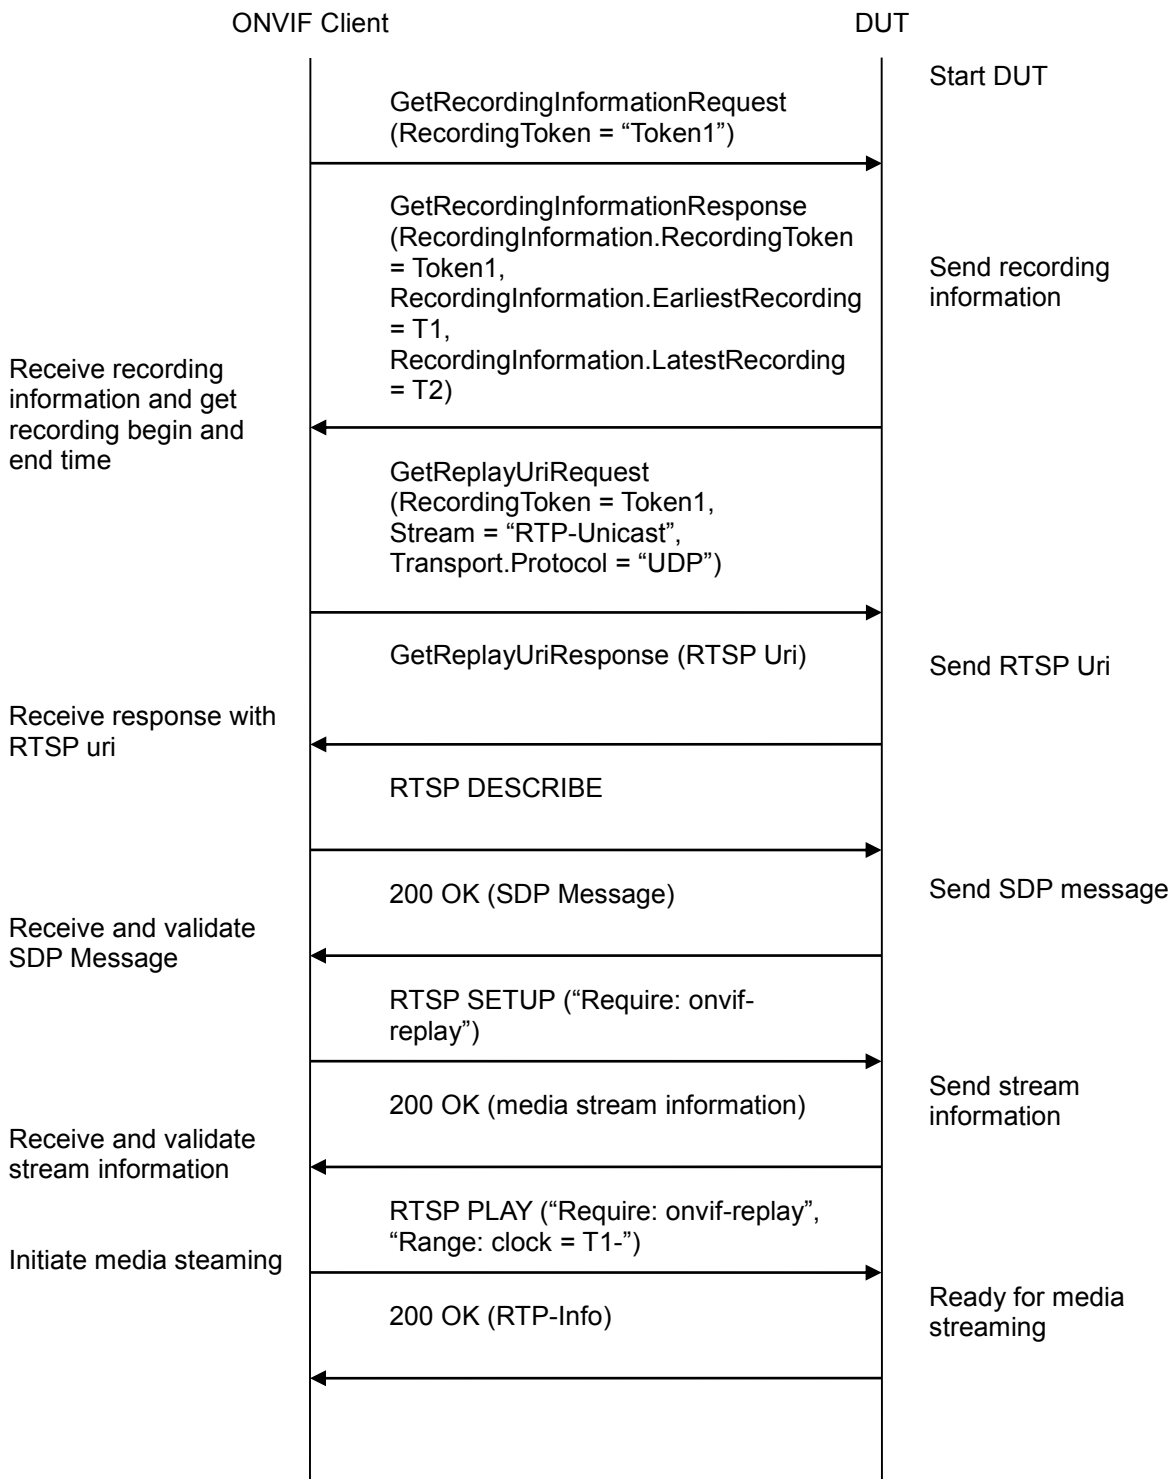 ONVIF Client
DUT
Start DUT
GetRecordingInformationRequest
(RecordingToken = “Token1”)
GetRecordingInformationResponse
(RecordingInformation.RecordingToken
= Token1,
RecordingInformation.EarliestRecording
= T1,
RecordingInformation.LatestRecording
= T2)
Send recording
information
Receive recording
information and get
recording begin and
end time
GetReplayUriRequest
(RecordingToken = Token1,
Stream = “RTP-Unicast”,
Transport.Protocol = “UDP”)
GetReplayUriResponse (RTSP Uri)
Send RTSP Uri
Receive response with
RTSP uri
RTSP DESCRIBE
200 OK (SDP Message)
Send SDP message
Receive and validate
SDP Message
RTSP SETUP (“Require: onvif-
replay”)
200 OK (media stream information)
Send stream
information
Receive and validate
stream information
RTSP PLAY (“Require: onvif-replay”,
“Range: clock = T1-”)
Initiate media steaming
200 OK (RTP-Info)
Ready for media
streaming